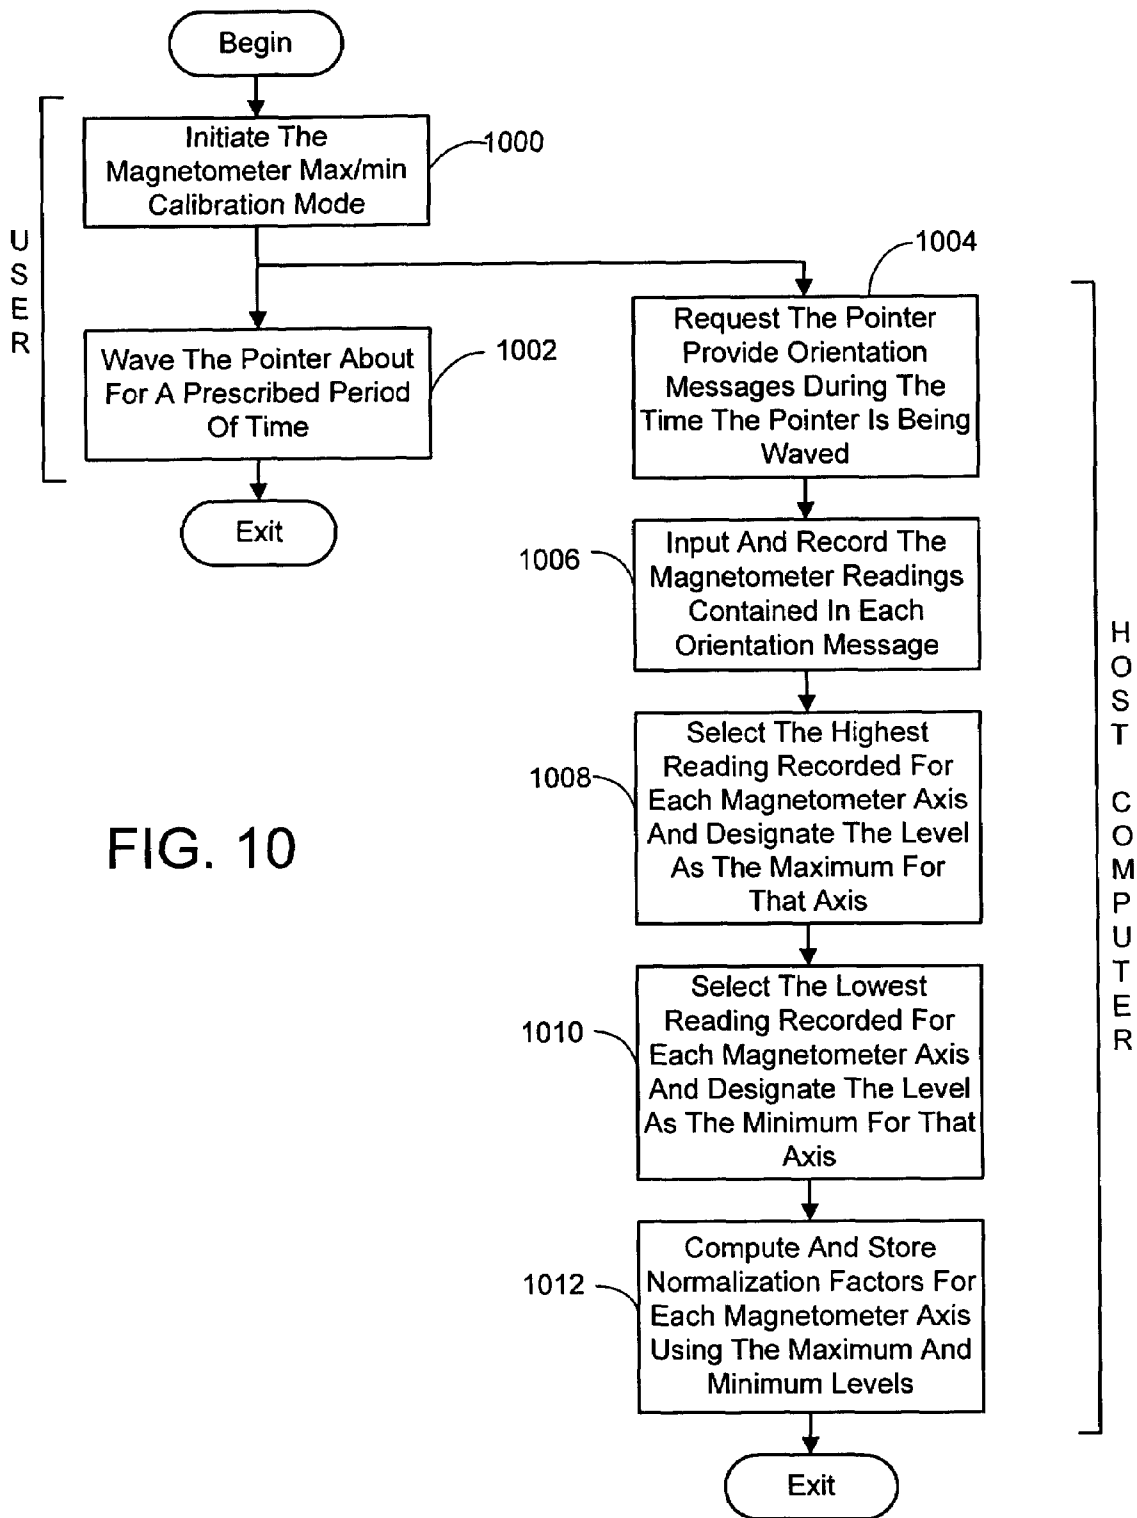 Begin
USER
Initiate The
Magnetometer Max/min
Calibration Mode
1000
Wave The Pointer About
For A Prescribed Period
Of Time
1002
Exit
HOST COMPUTER
Request The Pointer
Provide Orientation
Messages During The
Time The Pointer Is Being
Waved
1004
Input And Record The
Magnetometer Readings
Contained In Each
Orientation Message
1006
Select The Highest
Reading Recorded For
Each Magnetometer Axis
And Designate The Level
As The Maximum For
That Axis
1008
Select The Lowest
Reading Recorded For
Each Magnetometer Axis
And Designate The Level
As The Minimum For That
Axis
1010
Compute And Store
Normalization Factors For
Each Magnetometer Axis
Using The Maximum And
Minimum Levels
1012
Exit
FIG. 10